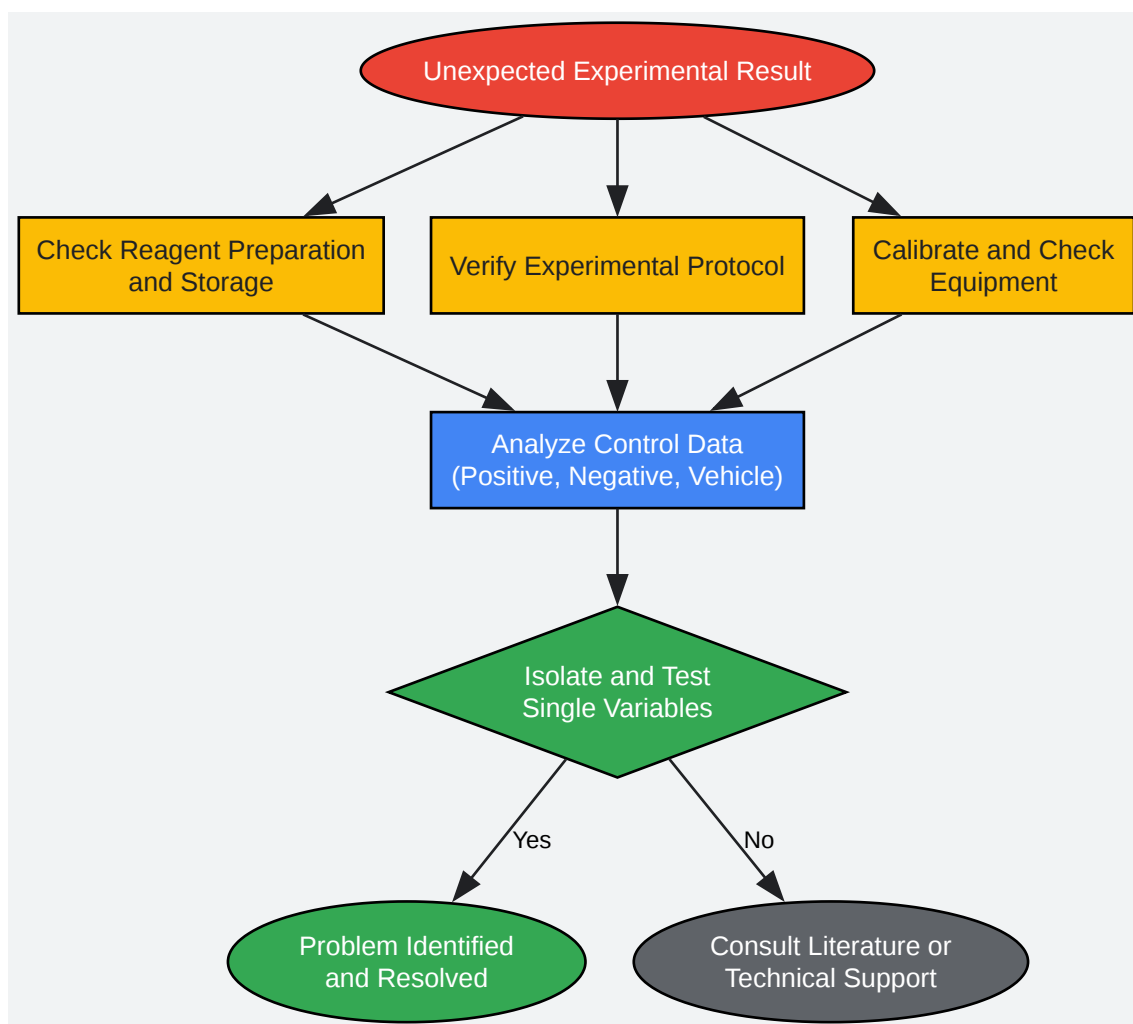 Unexpected Experimental Result
Check Reagent Preparation
and Storage
Verify Experimental Protocol
Calibrate and Check
Equipment
Analyze Control Data
(Positive, Negative, Vehicle)
Isolate and Test
Single Variables
Yes
No
Problem Identified
and Resolved
Consult Literature or
Technical Support